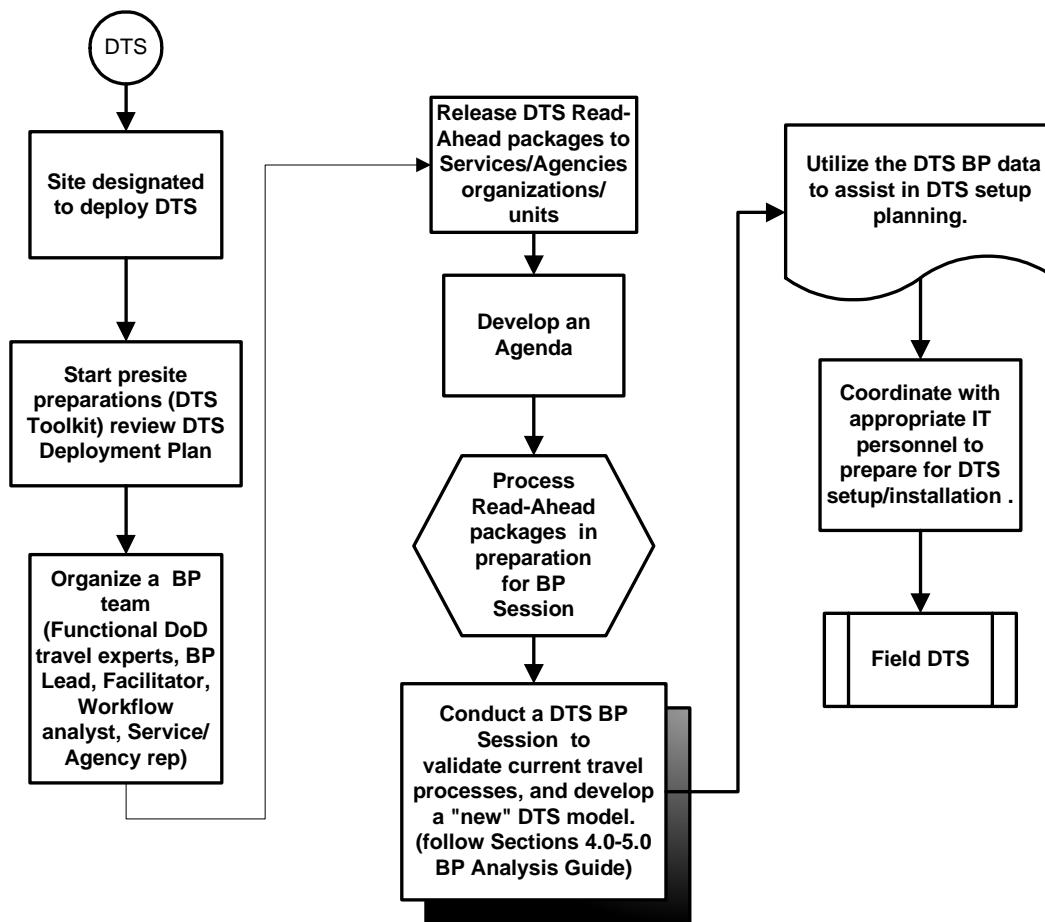 DTS
Site designated
to deploy DTS
Start presite
preparations (DTS
Toolkit) review DTS
Deployment Plan
Organize a  BP
team
(Functional DoD
travel experts, BP
Lead, Facilitator,
Workflow
analyst, Service/
Agency rep)
Release DTS Read-
Ahead packages to
Services/Agencies
organizations/
units
Develop an
Agenda
Process
Read-Ahead
packages  in
preparation
for BP
Session
Conduct a DTS BP
Session  to
validate current travel
processes, and develop
a "new" DTS model.
(follow Sections 4.0-5.0
BP Analysis Guide)
Utilize the DTS BP data
to assist in DTS setup
planning.
Coordinate with
appropriate IT
personnel to
prepare for DTS
setup/installation .
Field DTS